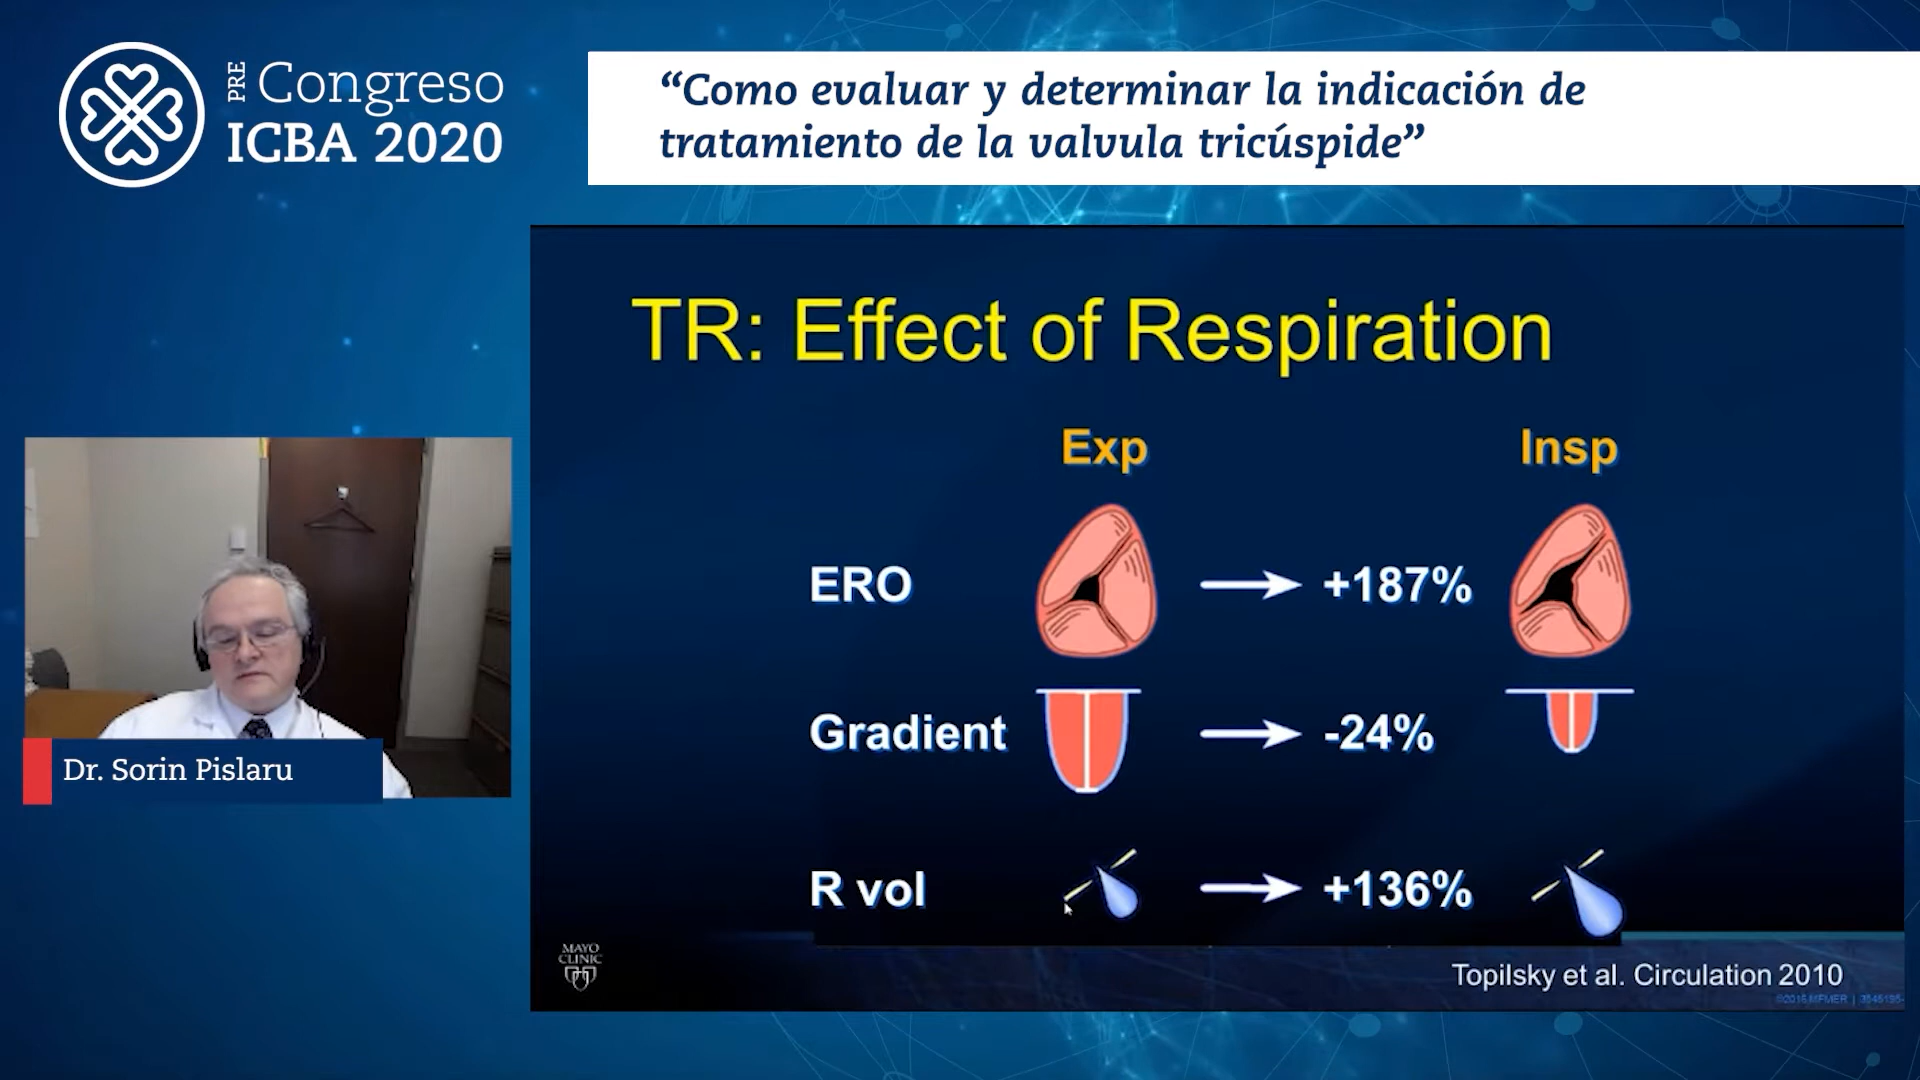 PRE Congreso
ICBA 2020
“Como evaluar y determinar la indicación de
tratamiento de la valvula tricúspide”
TR: Effect of Respiration
Exp Insp
ERO +187%
Gradient -24%
R vol +136%
MAYO
CLINIC
Topilsky et al. Circulation 2010
Dr. Sorin Pislaru